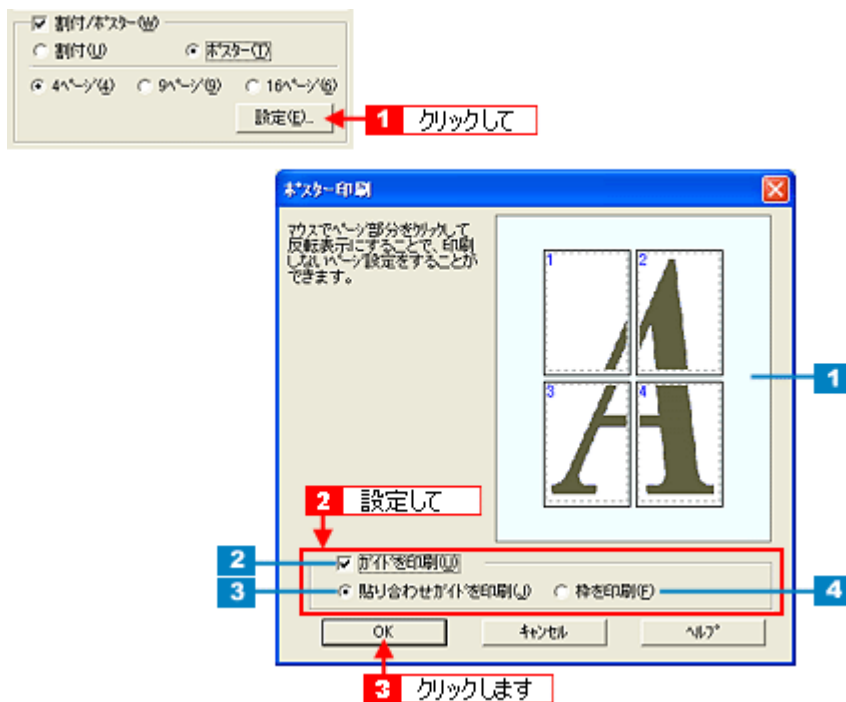 割付/ポスター(W)
割付(U) ポスター(T)
4ページ(4) 9ページ(9) 16ページ(6)
設定(E)... 1 クリックして
ポスター印刷
マウスでページ部分をクリックして
反転表示にすることで、印刷
しないページ設定をすることが
できます。
1 2
1
3 4
2 設定して
2 ガイドを印刷(U)
3 貼り合わせガイドを印刷(J) 枠を印刷(F) 4
OK キャンセル ヘルプ
3 クリックします